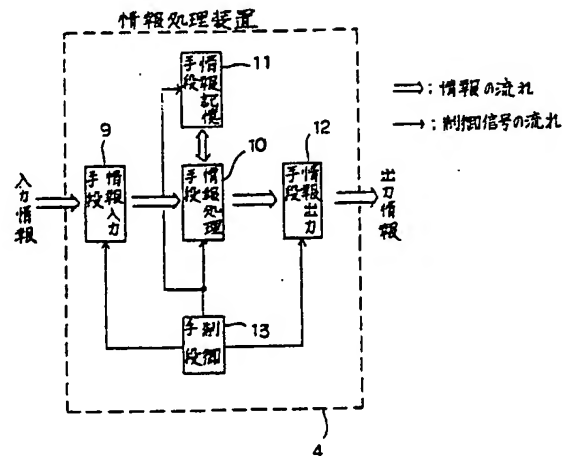 情報処理装置
情報記憶
手段
11
⇒:情報の流れ
→:制御信号の流れ
9
10
12
入力情報
情報入力
手段
情報処理
手段
情報出力
手段
出力情報
制御
手段
13
4